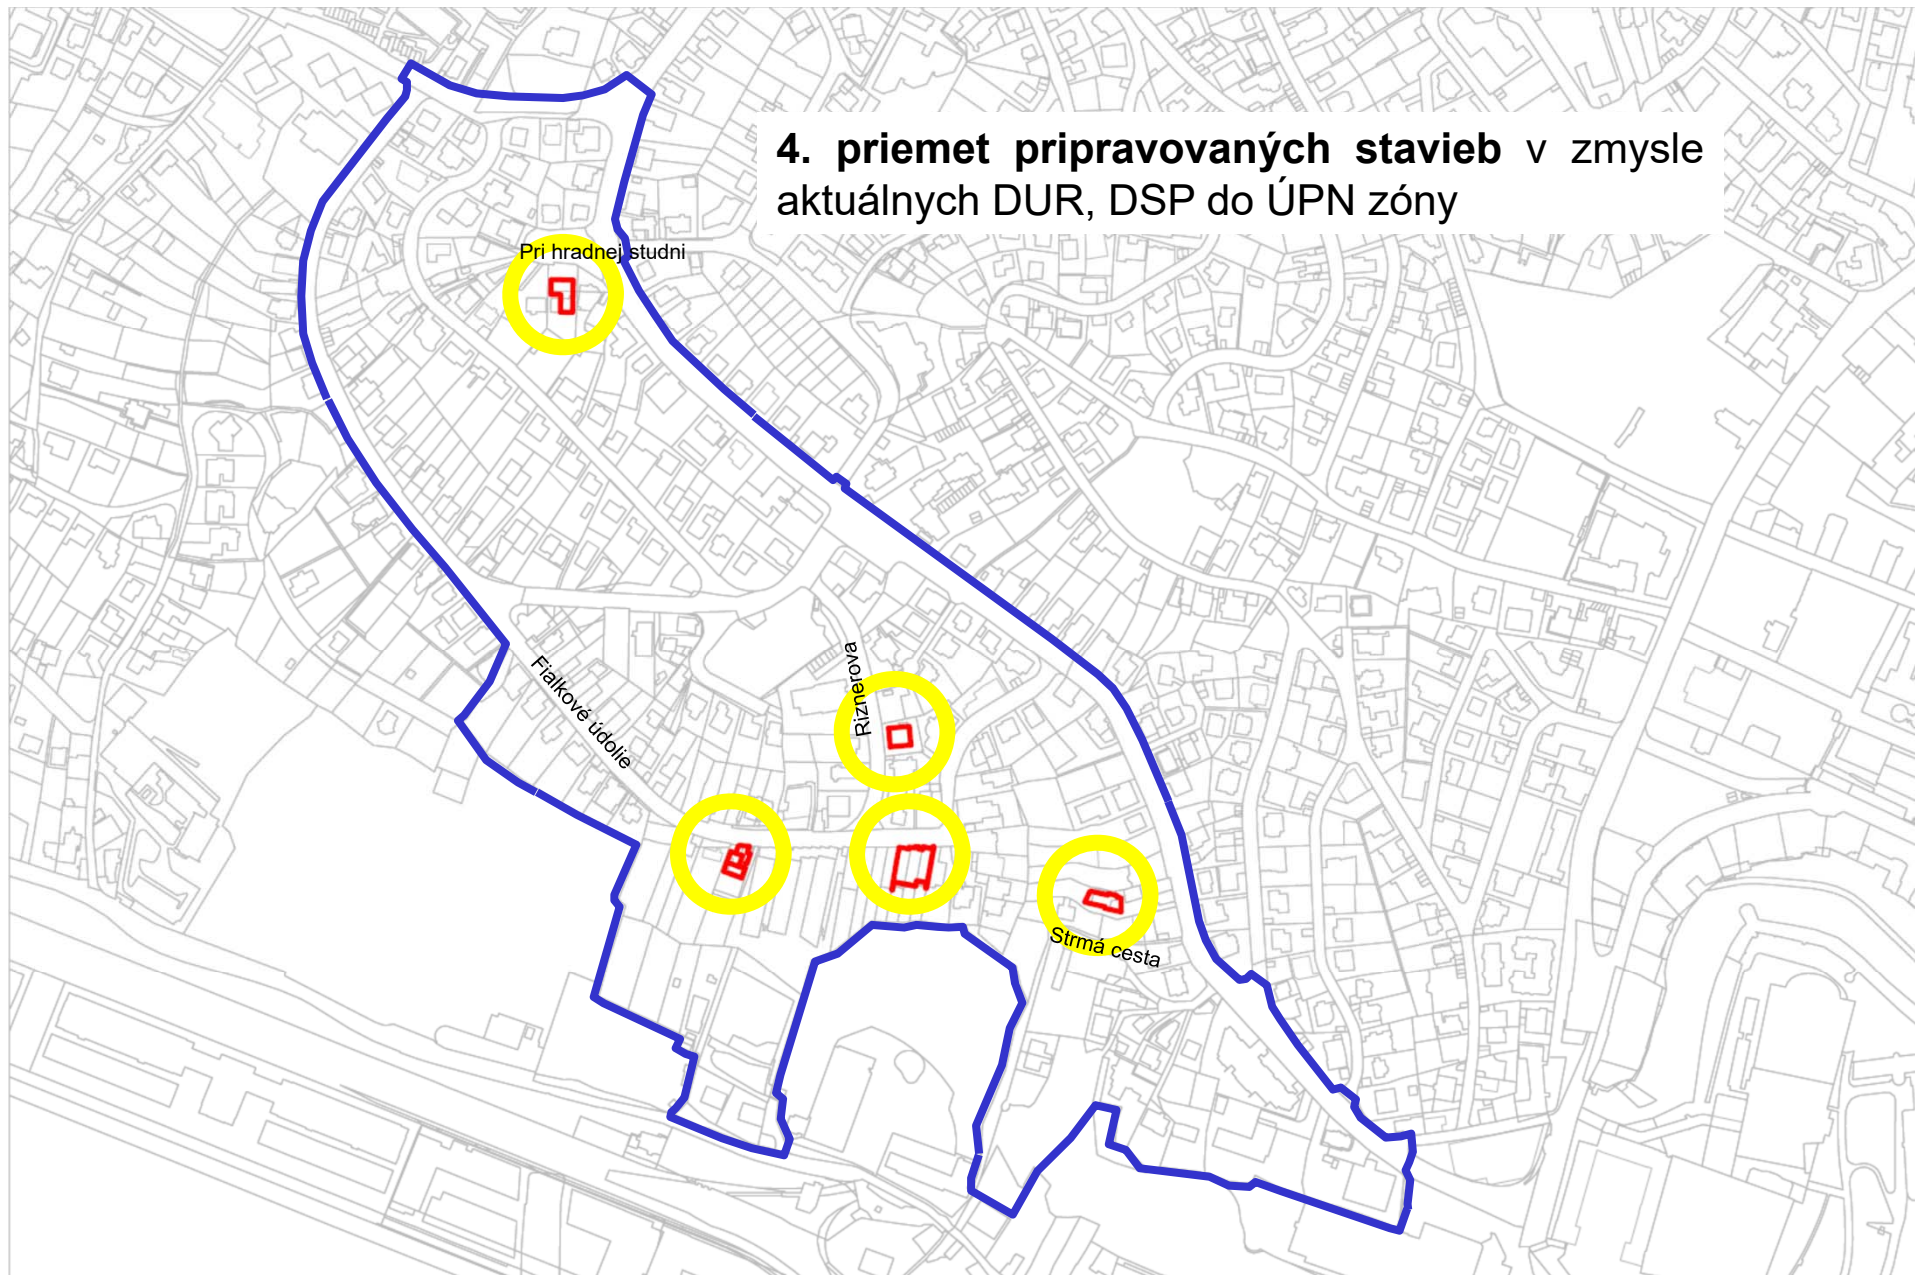 4. priemet pripravovaných stavieb v zmysle
aktuálnych DUR, DSP do ÚPN zóny
Pri hradnej studni
Riznerova
Fialkové údolie
Strmá cesta